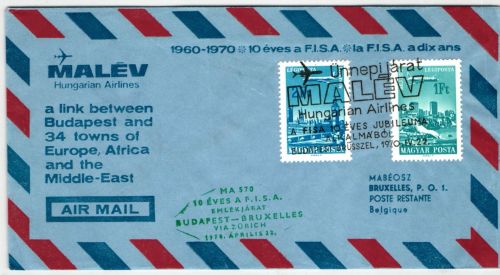 1960-1970 * 10 éves a F.I.S.A. * la F.I.S.A. a dix ans
MALÉV
Hungarian Airlines
a link between
Budapest and
34 towns of
Europe, Africa
and the
Middle-East
AIR MAIL
LÉGIPOSTA
MAGYAR POSTA
LÉGIPOSTA
1Ft
MAGYAR POSTA
Ünnepi járat
MALÉV
Hungarian Airlines
A FISA 10 ÉVES JUBILEUMA
ALKALMÁBÓL
MA 570
10 ÉVES A F.I.S.A.
EMLÉKJÁRAT
BUDAPEST—BRUXELLES
VIA ZÜRICH
1970. ÁPRILIS 22.
MABÉOSZ
BRUXELLES, P. O. 1.
POSTE RESTANTE
Belgique